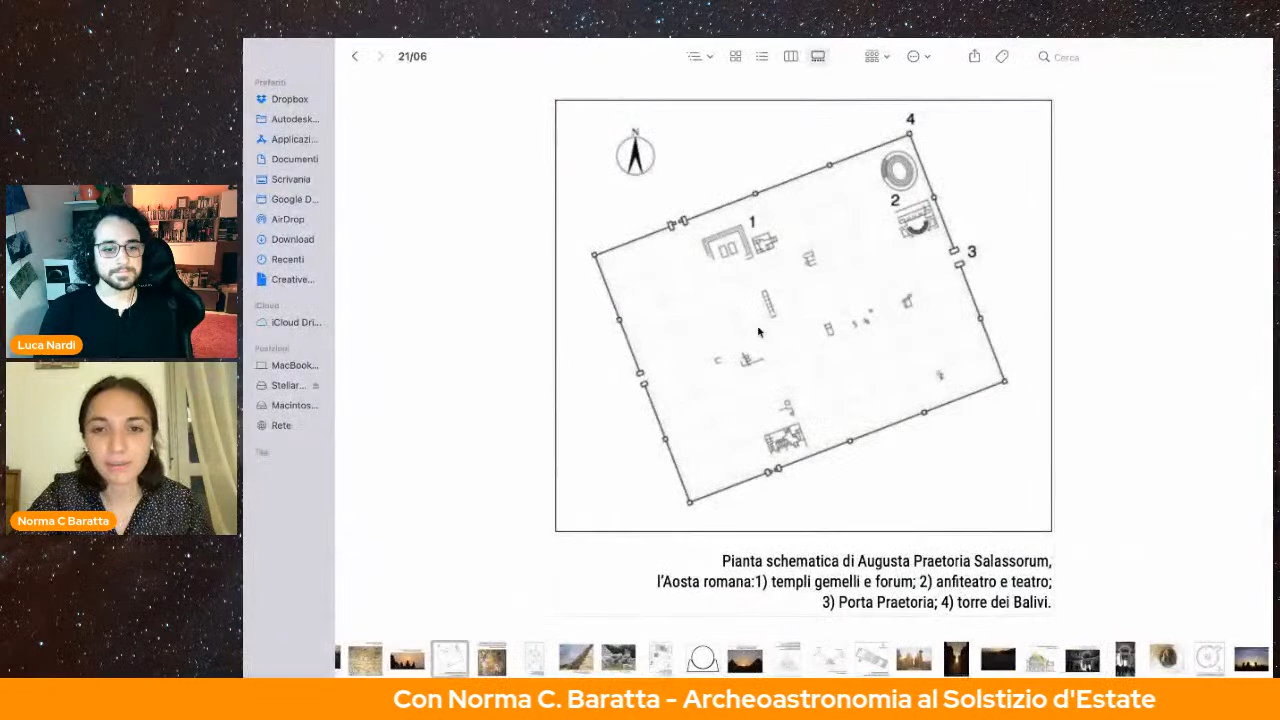 21/06
Cerca
Preferiti
Dropbox
Autodesk...
Applicazi...
Documenti
Scrivania
Google D...
AirDrop
Download
Recenti
Creative...
iCloud
iCloud Dri...
Posizioni
MacBook...
Stellar...
Macintos...
Rete
Tag
N
4
1
2
3
Pianta schematica di Augusta Praetoria Salassorum,
l'Aosta romana:1) templi gemelli e forum; 2) anfiteatro e teatro;
3) Porta Praetoria; 4) torre dei Balivi.
Luca Nardi
Norma C Baratta
Con Norma C. Baratta - Archeoastronomia al Solstizio d'Estate